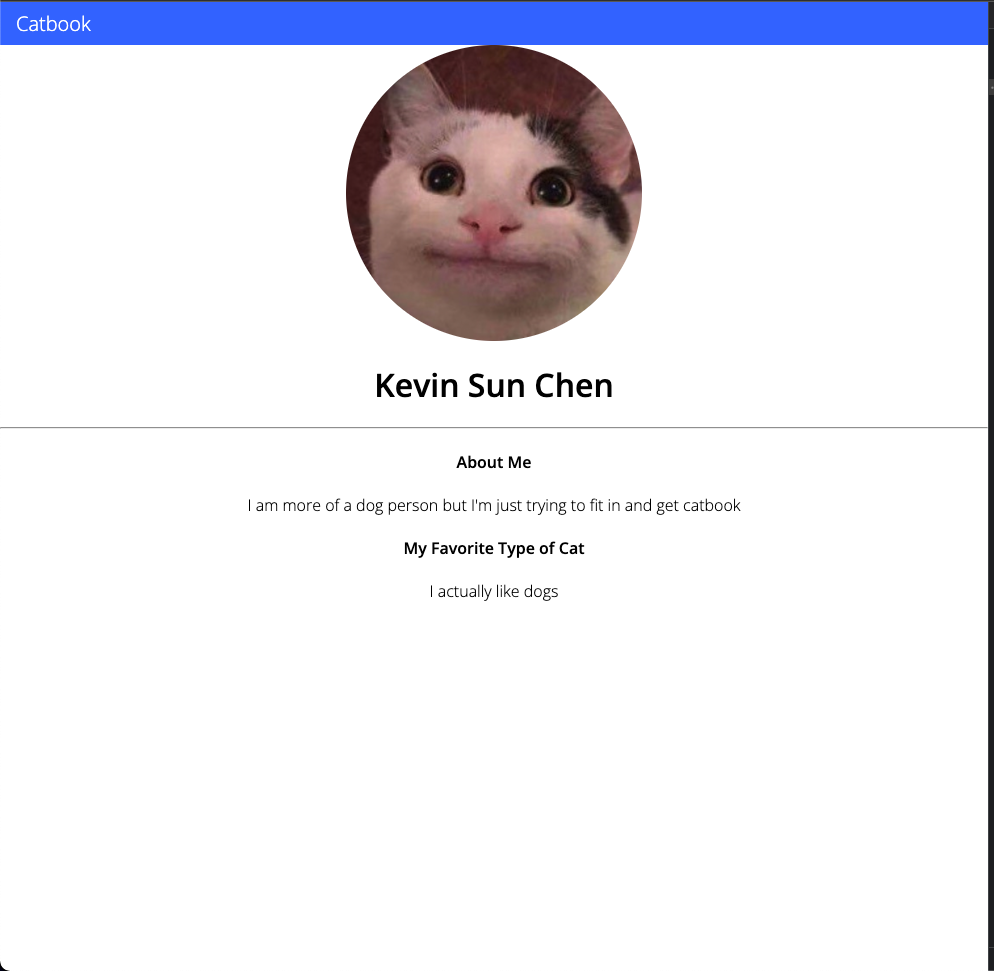 Catbook
Kevin Sun Chen
About Me
I am more of a dog person but I'm just trying to fit in and get catbook
My Favorite Type of Cat
I actually like dogs